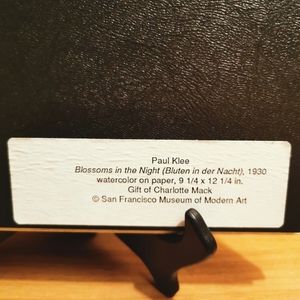 Paul Klee
Blossoms in the Night (Bluten in der Nacht), 1930
watercolor on paper, 9 1/4 x 12 1/4 in.
Gift of Charlotte Mack
© San Francisco Museum of Modern Art